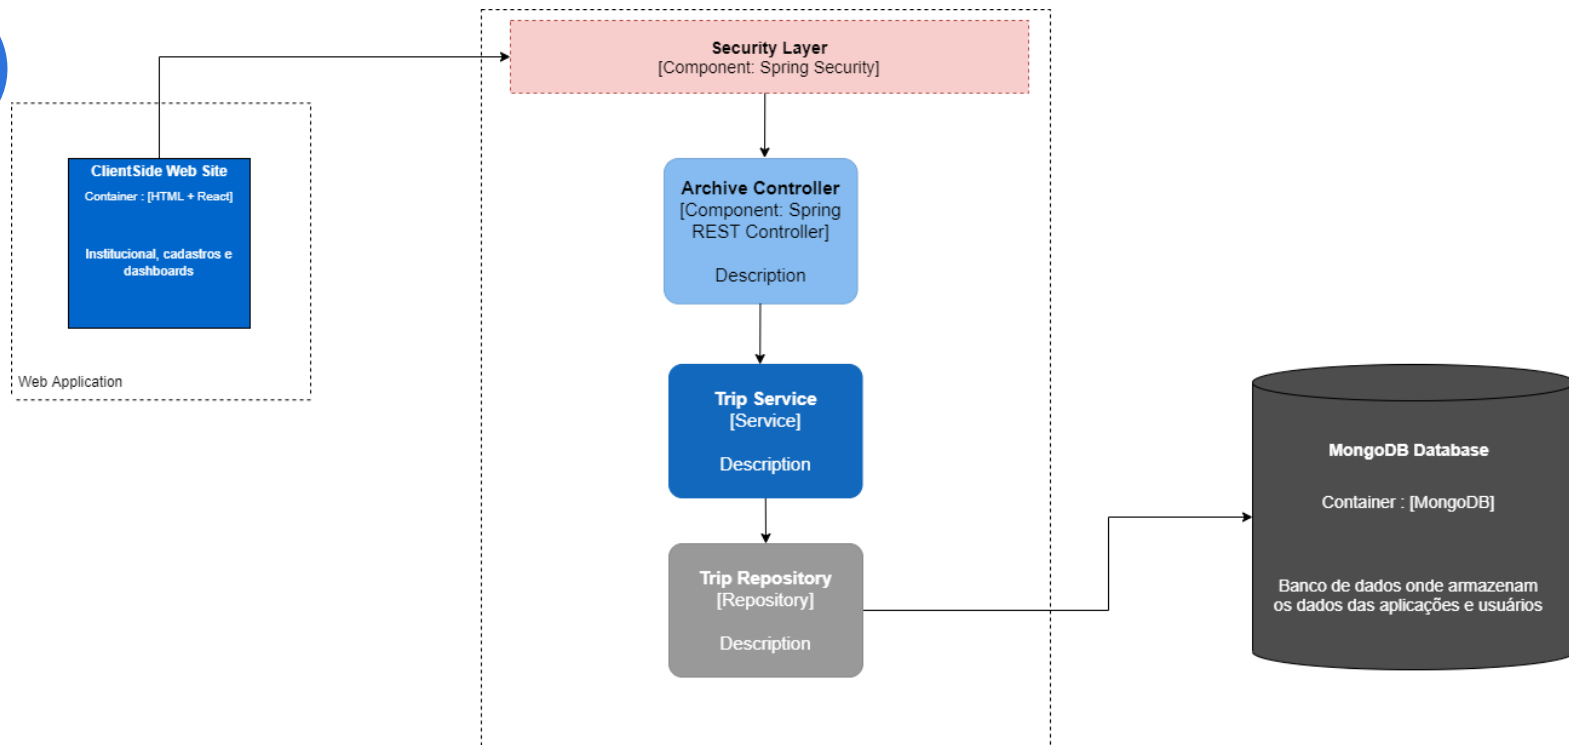 Security Layer
[Component: Spring Security]
ClientSide Web Site
Container : [HTML + React]
Institucional, cadastros e
dashboards
Web Application
Archive Controller
[Component: Spring
REST Controller]
Description
Trip Service
[Service]
Description
Trip Repository
[Repository]
Description
MongoDB Database
Container : [MongoDB]
Banco de dados onde armazenam
os dados das aplicações e usuários